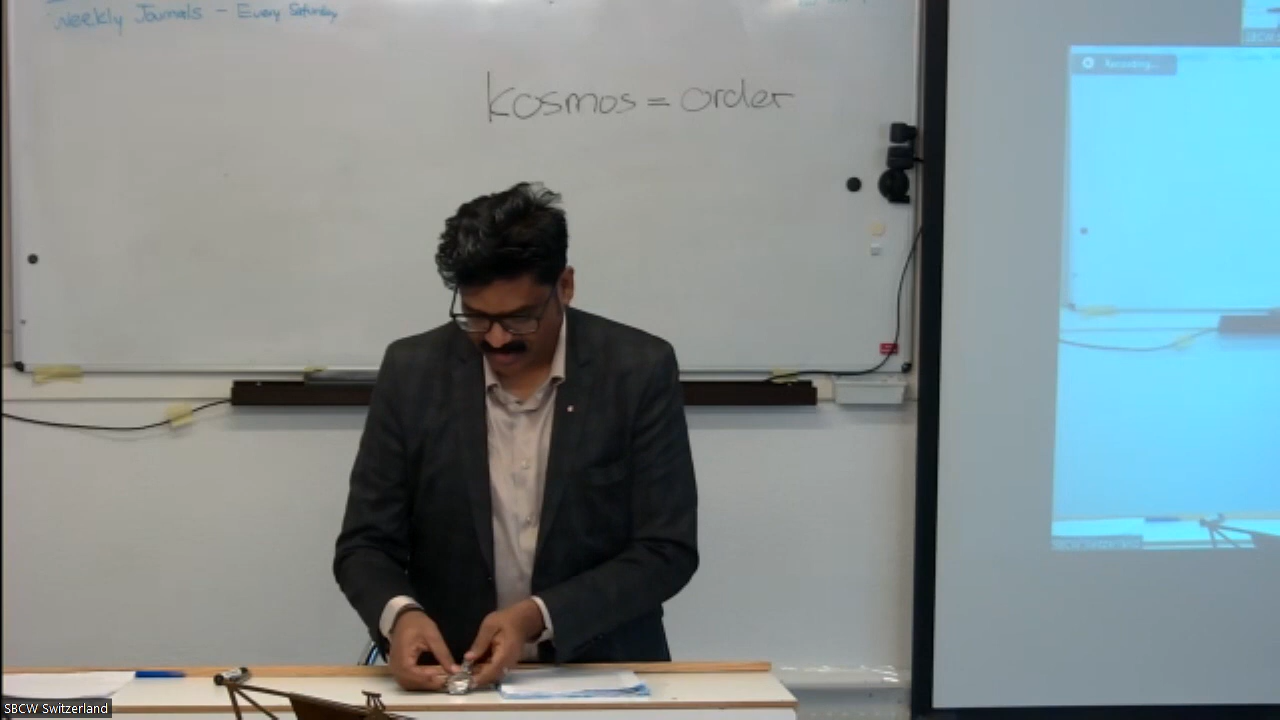 Weekly Journals - Every Saturday
kosmos = order
Recording...
SBCW Switzerland